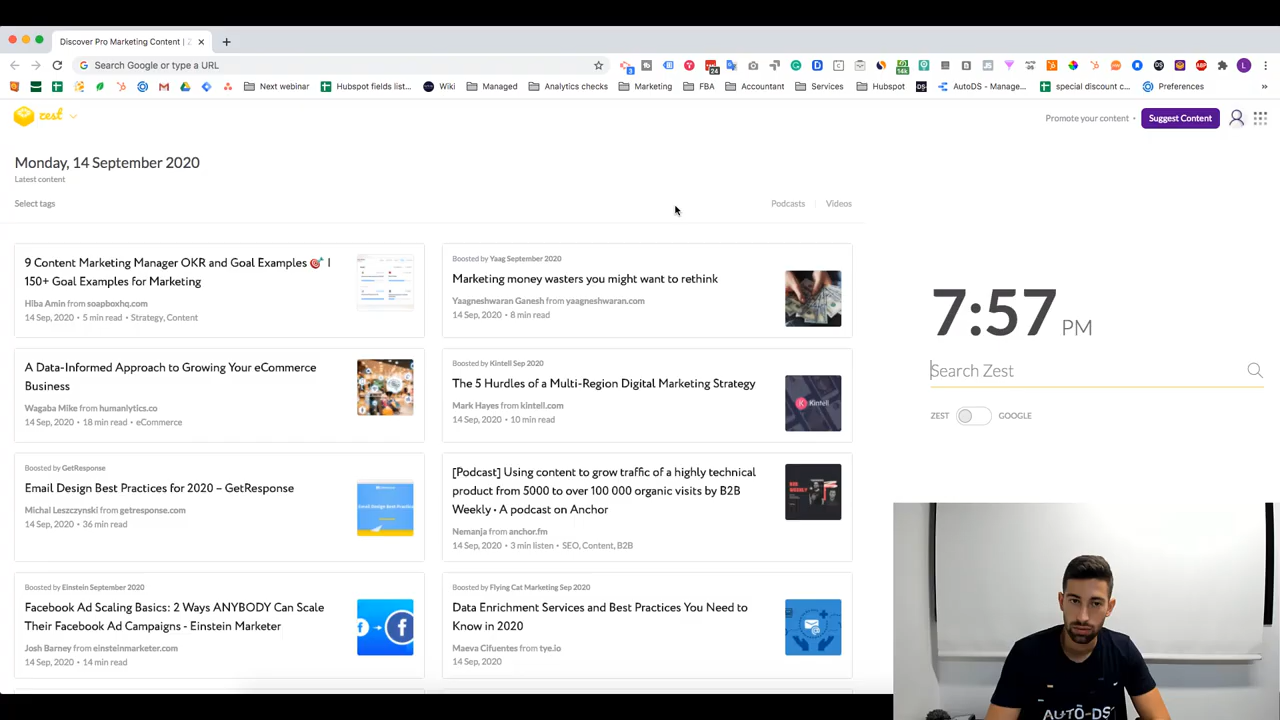 Discover Pro Marketing Content | Z
Search Google or type a URL
Next webinar
Hubspot fields list...
Wiki
Managed
Analytics checks
Marketing
FBA
Accountant
Services
Hubspot
AutoDS - Manage...
special discount c...
Preferences
»
zest
Promote your content
Suggest Content
Monday, 14 September 2020
Latest content
Select tags
Podcasts
Videos
9 Content Marketing Manager OKR and Goal Examples 🎯 |
150+ Goal Examples for Marketing
Hiba Amin from soapboxhq.com
14 Sep, 2020 • 5 min read • Strategy, Content
Boosted by Yaag September 2020
Marketing money wasters you might want to rethink
Yaagneshwaran Ganesh from yaagneshwaran.com
14 Sep, 2020 • 8 min read
A Data-Informed Approach to Growing Your eCommerce
Business
Wagaba Mike from humanlytics.co
14 Sep, 2020 • 18 min read • eCommerce
Boosted by Kintell Sep 2020
The 5 Hurdles of a Multi-Region Digital Marketing Strategy
Mark Hayes from kintell.com
14 Sep, 2020 • 10 min read
Kintell
Boosted by GetResponse
Email Design Best Practices for 2020 – GetResponse
Michal Leszczynski from getresponse.com
14 Sep, 2020 • 36 min read
[Podcast] Using content to grow traffic of a highly technical
product from 5000 to over 100 000 organic visits by B2B
Weekly • A podcast on Anchor
Nemanja from anchor.fm
14 Sep, 2020 • 3 min listen • SEO, Content, B2B
Boosted by Einstein September 2020
Facebook Ad Scaling Basics: 2 Ways ANYBODY Can Scale
Their Facebook Ad Campaigns - Einstein Marketer
Josh Barney from einsteinmarketer.com
14 Sep, 2020 • 14 min read
Boosted by Flying Cat Marketing Sep 2020
Data Enrichment Services and Best Practices You Need to
Know in 2020
Maeva Cifuentes from tye.io
14 Sep, 2020
7:57 PM
Search Zest
ZEST
GOOGLE
AUTO-DS